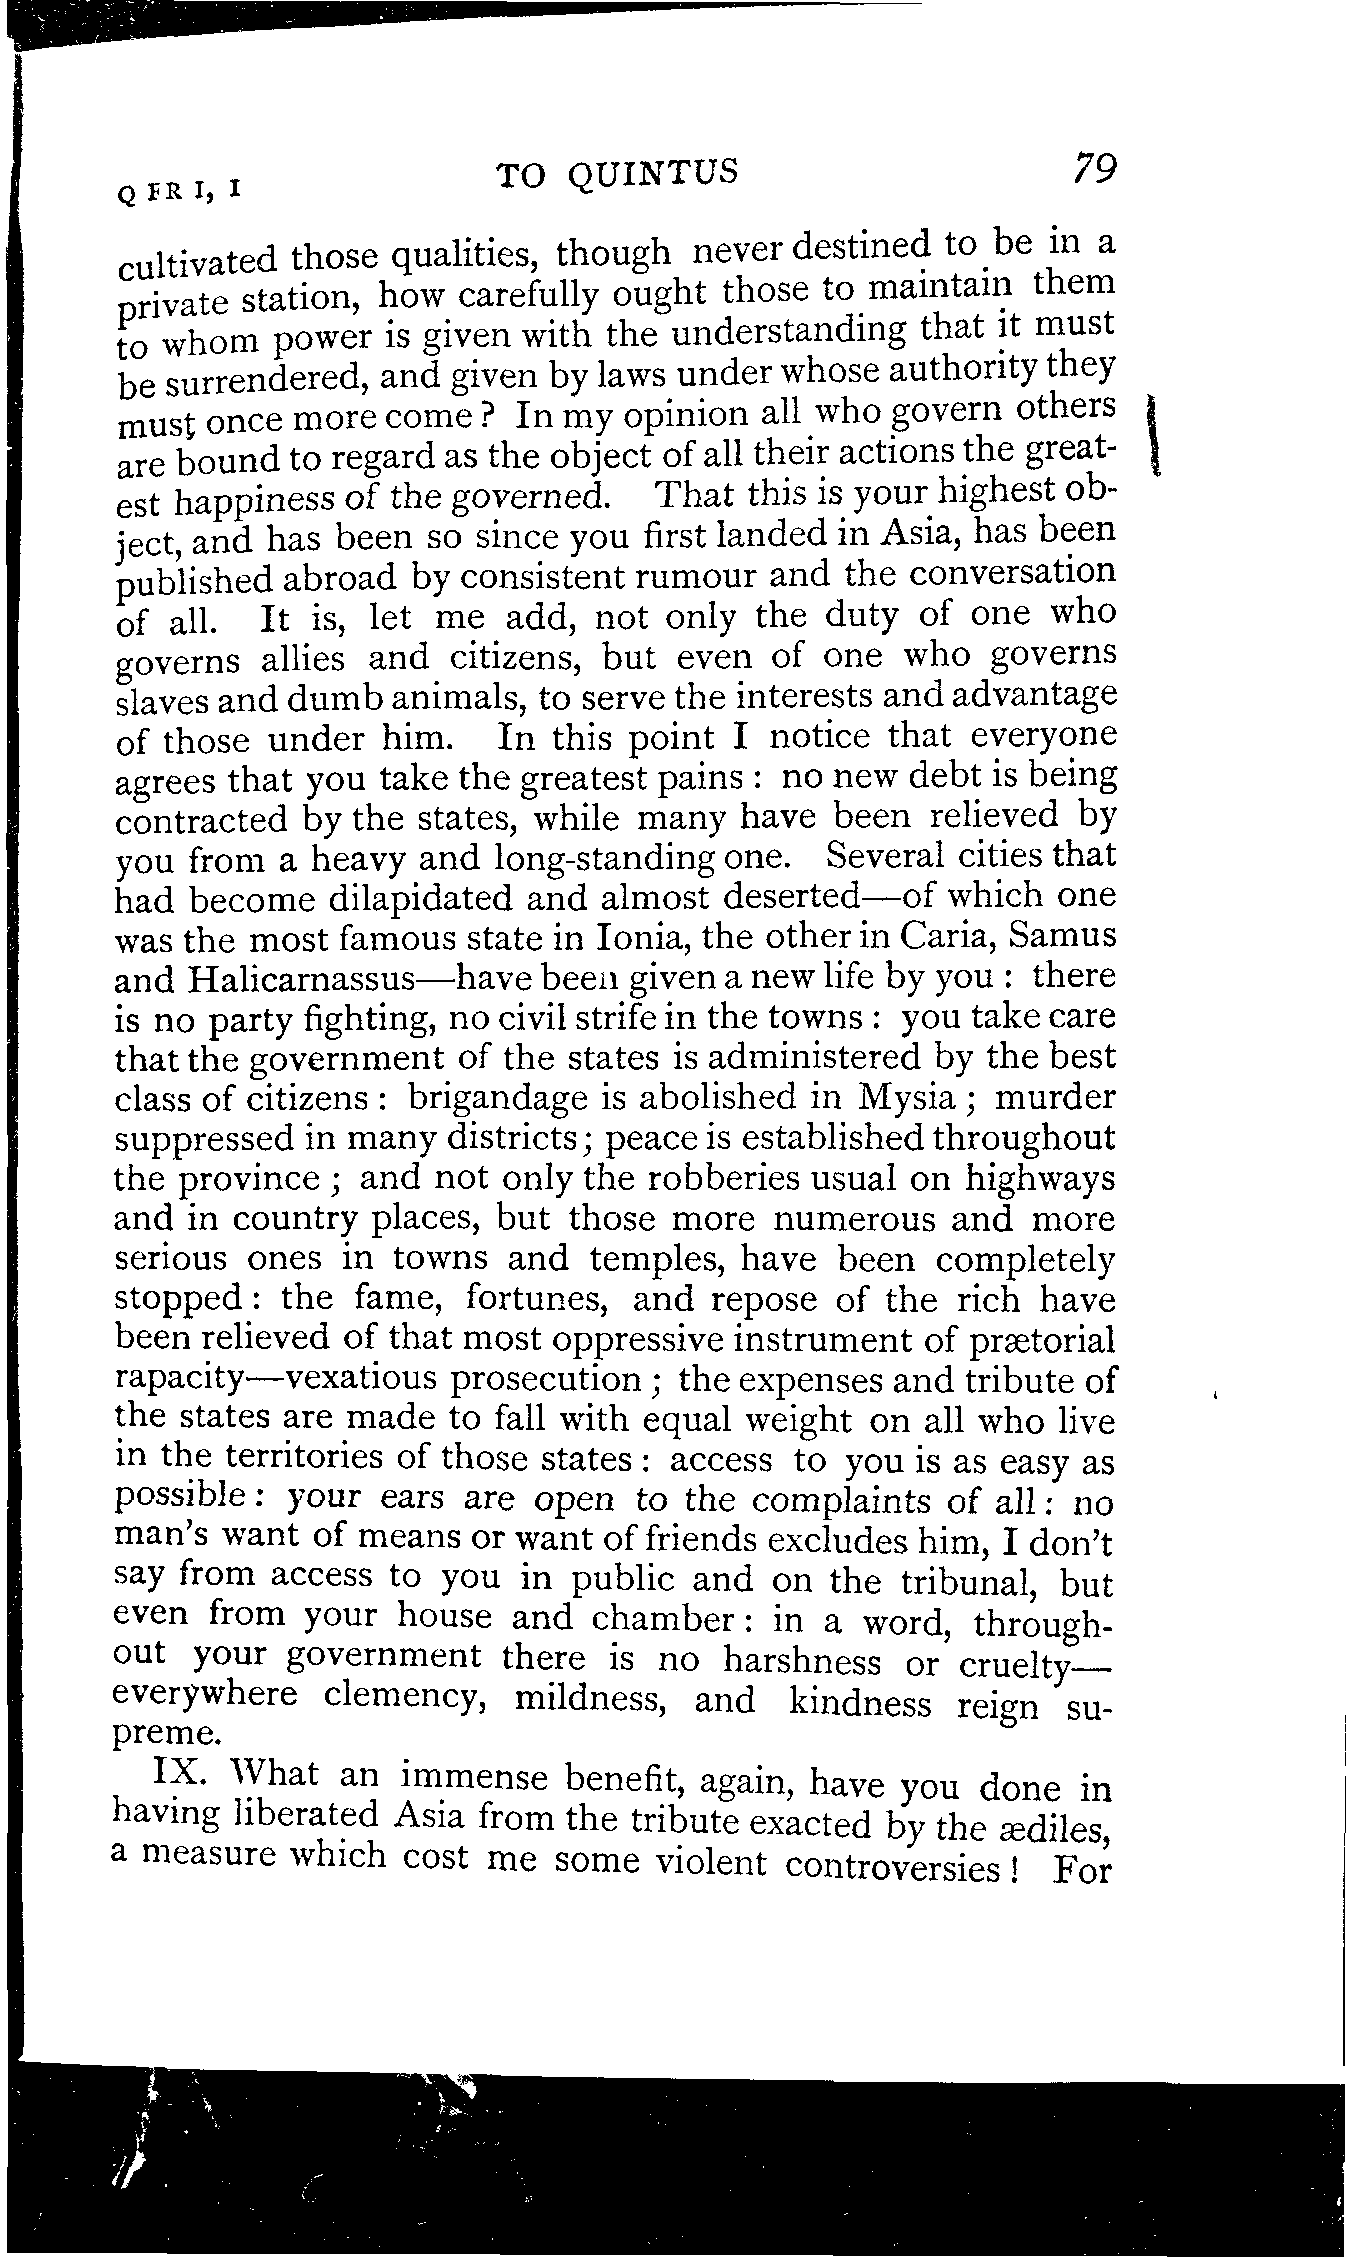 Q FR I, I TO QUINTUS 79
cultivated those qualities, though never destined to be in a
private station, how carefully ought those to maintain them
to whom power is given with the understanding that it must
be surrendered, and given by laws under whose authority they
must once more come? In my opinion all who govern others
are bound to regard as the object of all their actions the great-
est happiness of the governed. That this is your highest ob-
ject, and has been so since you first landed in Asia, has been
published abroad by consistent rumour and the conversation
of all. It is, let me add, not only the duty of one who
governs allies and citizens, but even of one who governs
slaves and dumb animals, to serve the interests and advantage
of those under him. In this point I notice that everyone
agrees that you take the greatest pains : no new debt is being
contracted by the states, while many have been relieved by
you from a heavy and long-standing one. Several cities that
had become dilapidated and almost deserted—of which one
was the most famous state in Ionia, the other in Caria, Samus
and Halicarnassus—have been given a new life by you : there
is no party fighting, no civil strife in the towns : you take care
that the government of the states is administered by the best
class of citizens : brigandage is abolished in Mysia ; murder
suppressed in many districts; peace is established throughout
the province ; and not only the robberies usual on highways
and in country places, but those more numerous and more
serious ones in towns and temples, have been completely
stopped : the fame, fortunes, and repose of the rich have
been relieved of that most oppressive instrument of prætorial
rapacity—vexatious prosecution ; the expenses and tribute of
the states are made to fall with equal weight on all who live
in the territories of those states : access to you is as easy as
possible : your ears are open to the complaints of all : no
man's want of means or want of friends excludes him, I don't
say from access to you in public and on the tribunal, but
even from your house and chamber : in a word, through-
out your government there is no harshness or cruelty—
everywhere clemency, mildness, and kindness reign su-
preme.
IX. What an immense benefit, again, have you done in
having liberated Asia from the tribute exacted by the ædiles,
a measure which cost me some violent controversies ! For